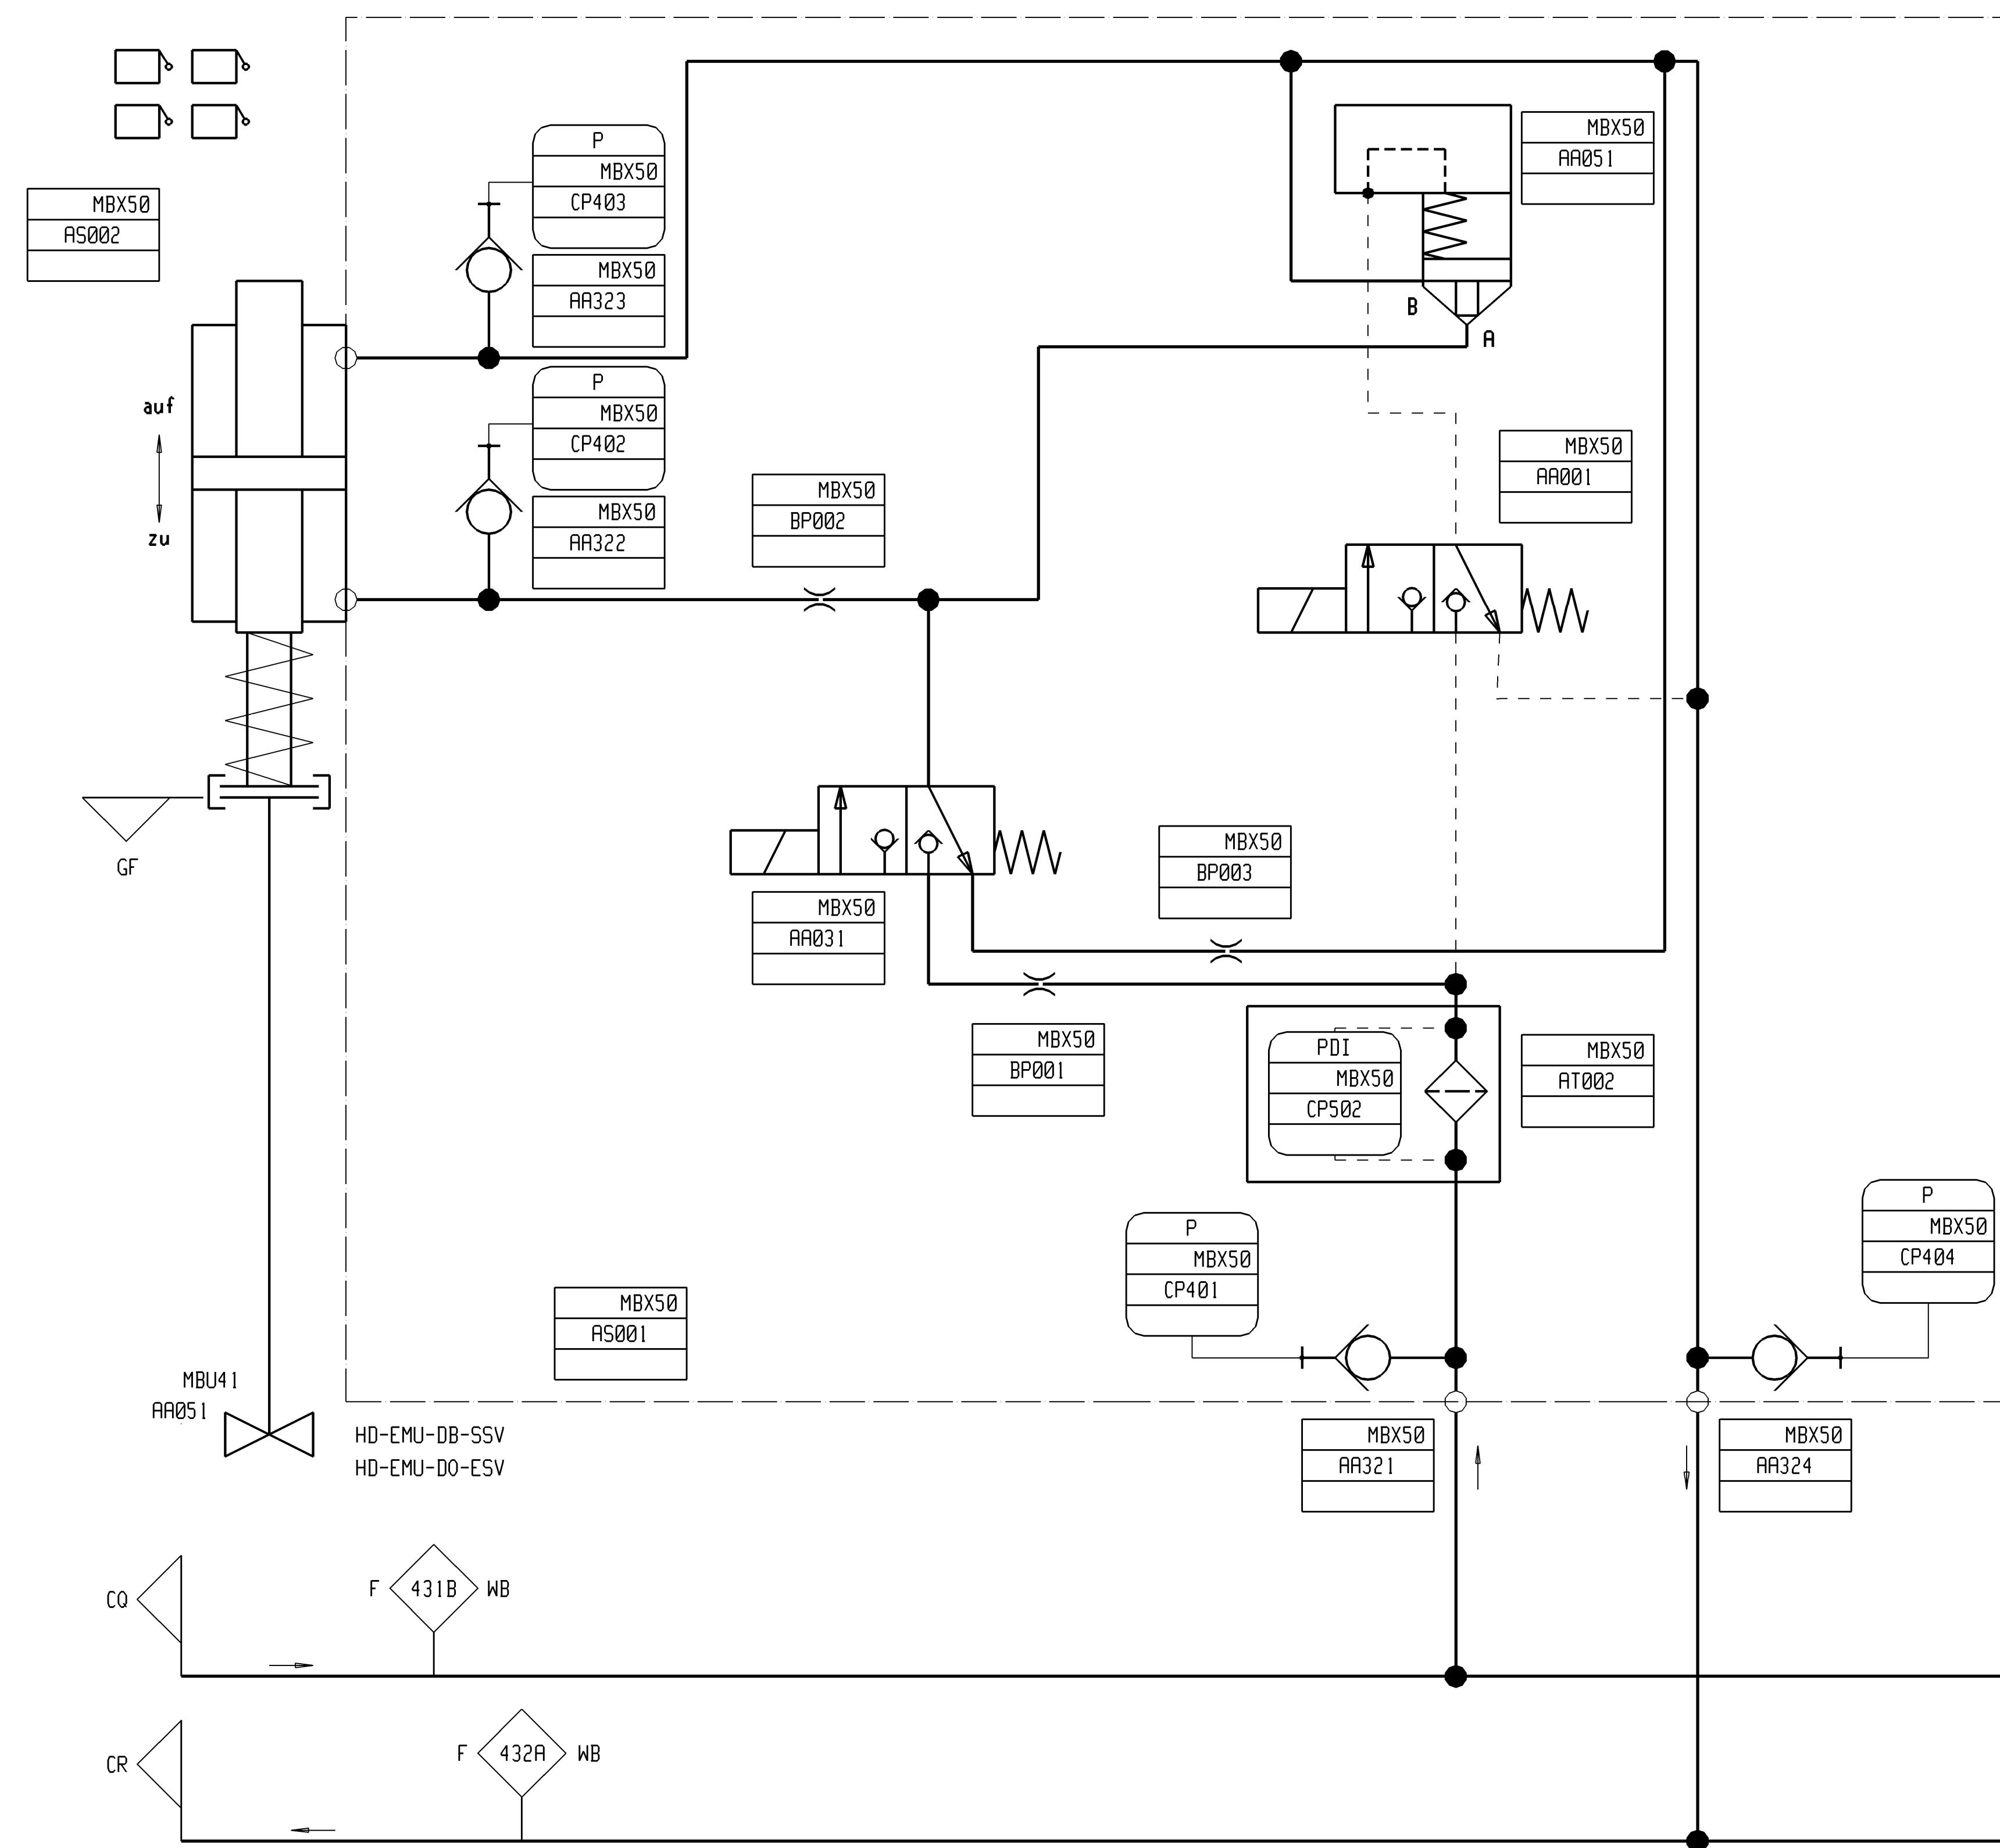 MBX50
AS002
P
MBX50
CP403
MBX50
AA323
P
MBX50
CP402
MBX50
AA322
auf
zu
MBX50
BP002
MBX50
AA051
B
A
MBX50
AA001
GF
MBX50
AA031
MBX50
BP003
MBX50
BP001
PDI
MBX50
CP502
MBX50
AT002
P
MBX50
CP401
P
MBX50
CP404
MBX50
AS001
MBU41
AA051
HD-EMU-DB-SSV
HD-EMU-DO-ESV
MBX50
AA321
MBX50
AA324
CQ
F 431B WB
CR
F 432A WB